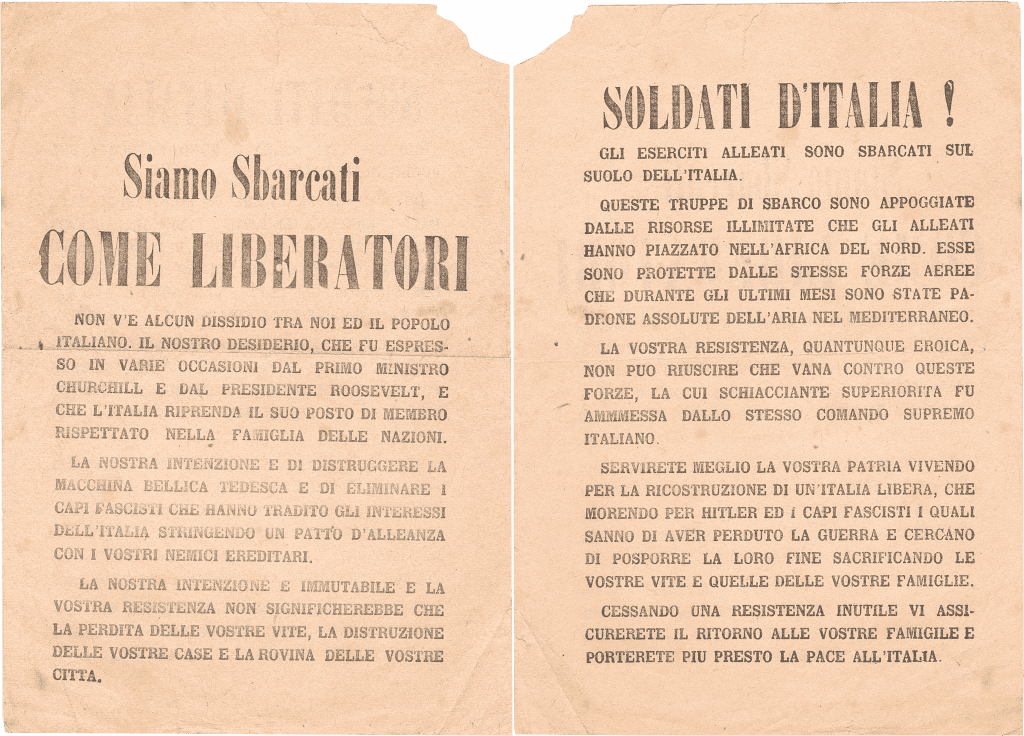 Siamo Sbarcati
COME LIBERATORI
NON V'E ALCUN DISSIDIO TRA NOI ED IL POPOLO
ITALIANO. IL NOSTRO DESIDERIO, CHE FU ESPRES-
SO IN VARIE OCCASIONI DAL PRIMO MINISTRO
CHURCHILL E DAL PRESIDENTE ROOSEVELT, E
CHE L'ITALIA RIPRENDA IL SUO POSTO DI MEMBRO
RISPETTATO NELLA FAMIGLIA DELLE NAZIONI.
LA NOSTRA INTENZIONE E DI DISTRUGGERE LA
MACCHINA BELLICA TEDESCA E DI ELIMINARE I
CAPI FASCISTI CHE HANNO TRADITO GLI INTERESSI
DELL'ITALIA STRINGENDO UN PATTO D'ALLEANZA
CON I VOSTRI NEMICI EREDITARI.
LA NOSTRA INTENZIONE E IMMUTABILE E LA
VOSTRA RESISTENZA NON SIGNIFICHEREBBE CHE
LA PERDITA DELLE VOSTRE VITE, LA DISTRUZIONE
DELLE VOSTRE CASE E LA ROVINA DELLE VOSTRE
CITTA.
SOLDATI D'ITALIA !
GLI ESERCITI ALLEATI SONO SBARCATI SUL
SUOLO DELL'ITALIA.
QUESTE TRUPPE DI SBARCO SONO APPOGGIATE
DALLE RISORSE ILLIMITATE CHE GLI ALLEATI
HANNO PIAZZATO NELL'AFRICA DEL NORD. ESSE
SONO PROTETTE DALLE STESSE FORZE AEREE
CHE DURANTE GLI ULTIMI MESI SONO STATE PA-
DRONE ASSOLUTE DELL'ARIA NEL MEDITERRANEO.
LA VOSTRA RESISTENZA, QUANTUNQUE EROICA,
NON PUO RIUSCIRE CHE VANA CONTRO QUESTE
FORZE, LA CUI SCHIACCIANTE SUPERIORITA FU
AMMMESSA DALLO STESSO COMANDO SUPREMO
ITALIANO.
SERVIRETE MEGLIO LA VOSTRA PATRIA VIVENDO
PER LA RICOSTRUZIONE DI UN'ITALIA LIBERA, CHE
MORENDO PER HITLER ED I CAPI FASCISTI I QUALI
SANNO DI AVER PERDUTO LA GUERRA E CERCANO
DI POSPORRE LA LORO FINE SACRIFICANDO LE
VOSTRE VITE E QUELLE DELLE VOSTRE FAMIGLIE.
CESSANDO UNA RESISTENZA INUTILE VI ASSI-
CURERETE IL RITORNO ALLE VOSTRE FAMIGILE E
PORTERETE PIU PRESTO LA PACE ALL'ITALIA.